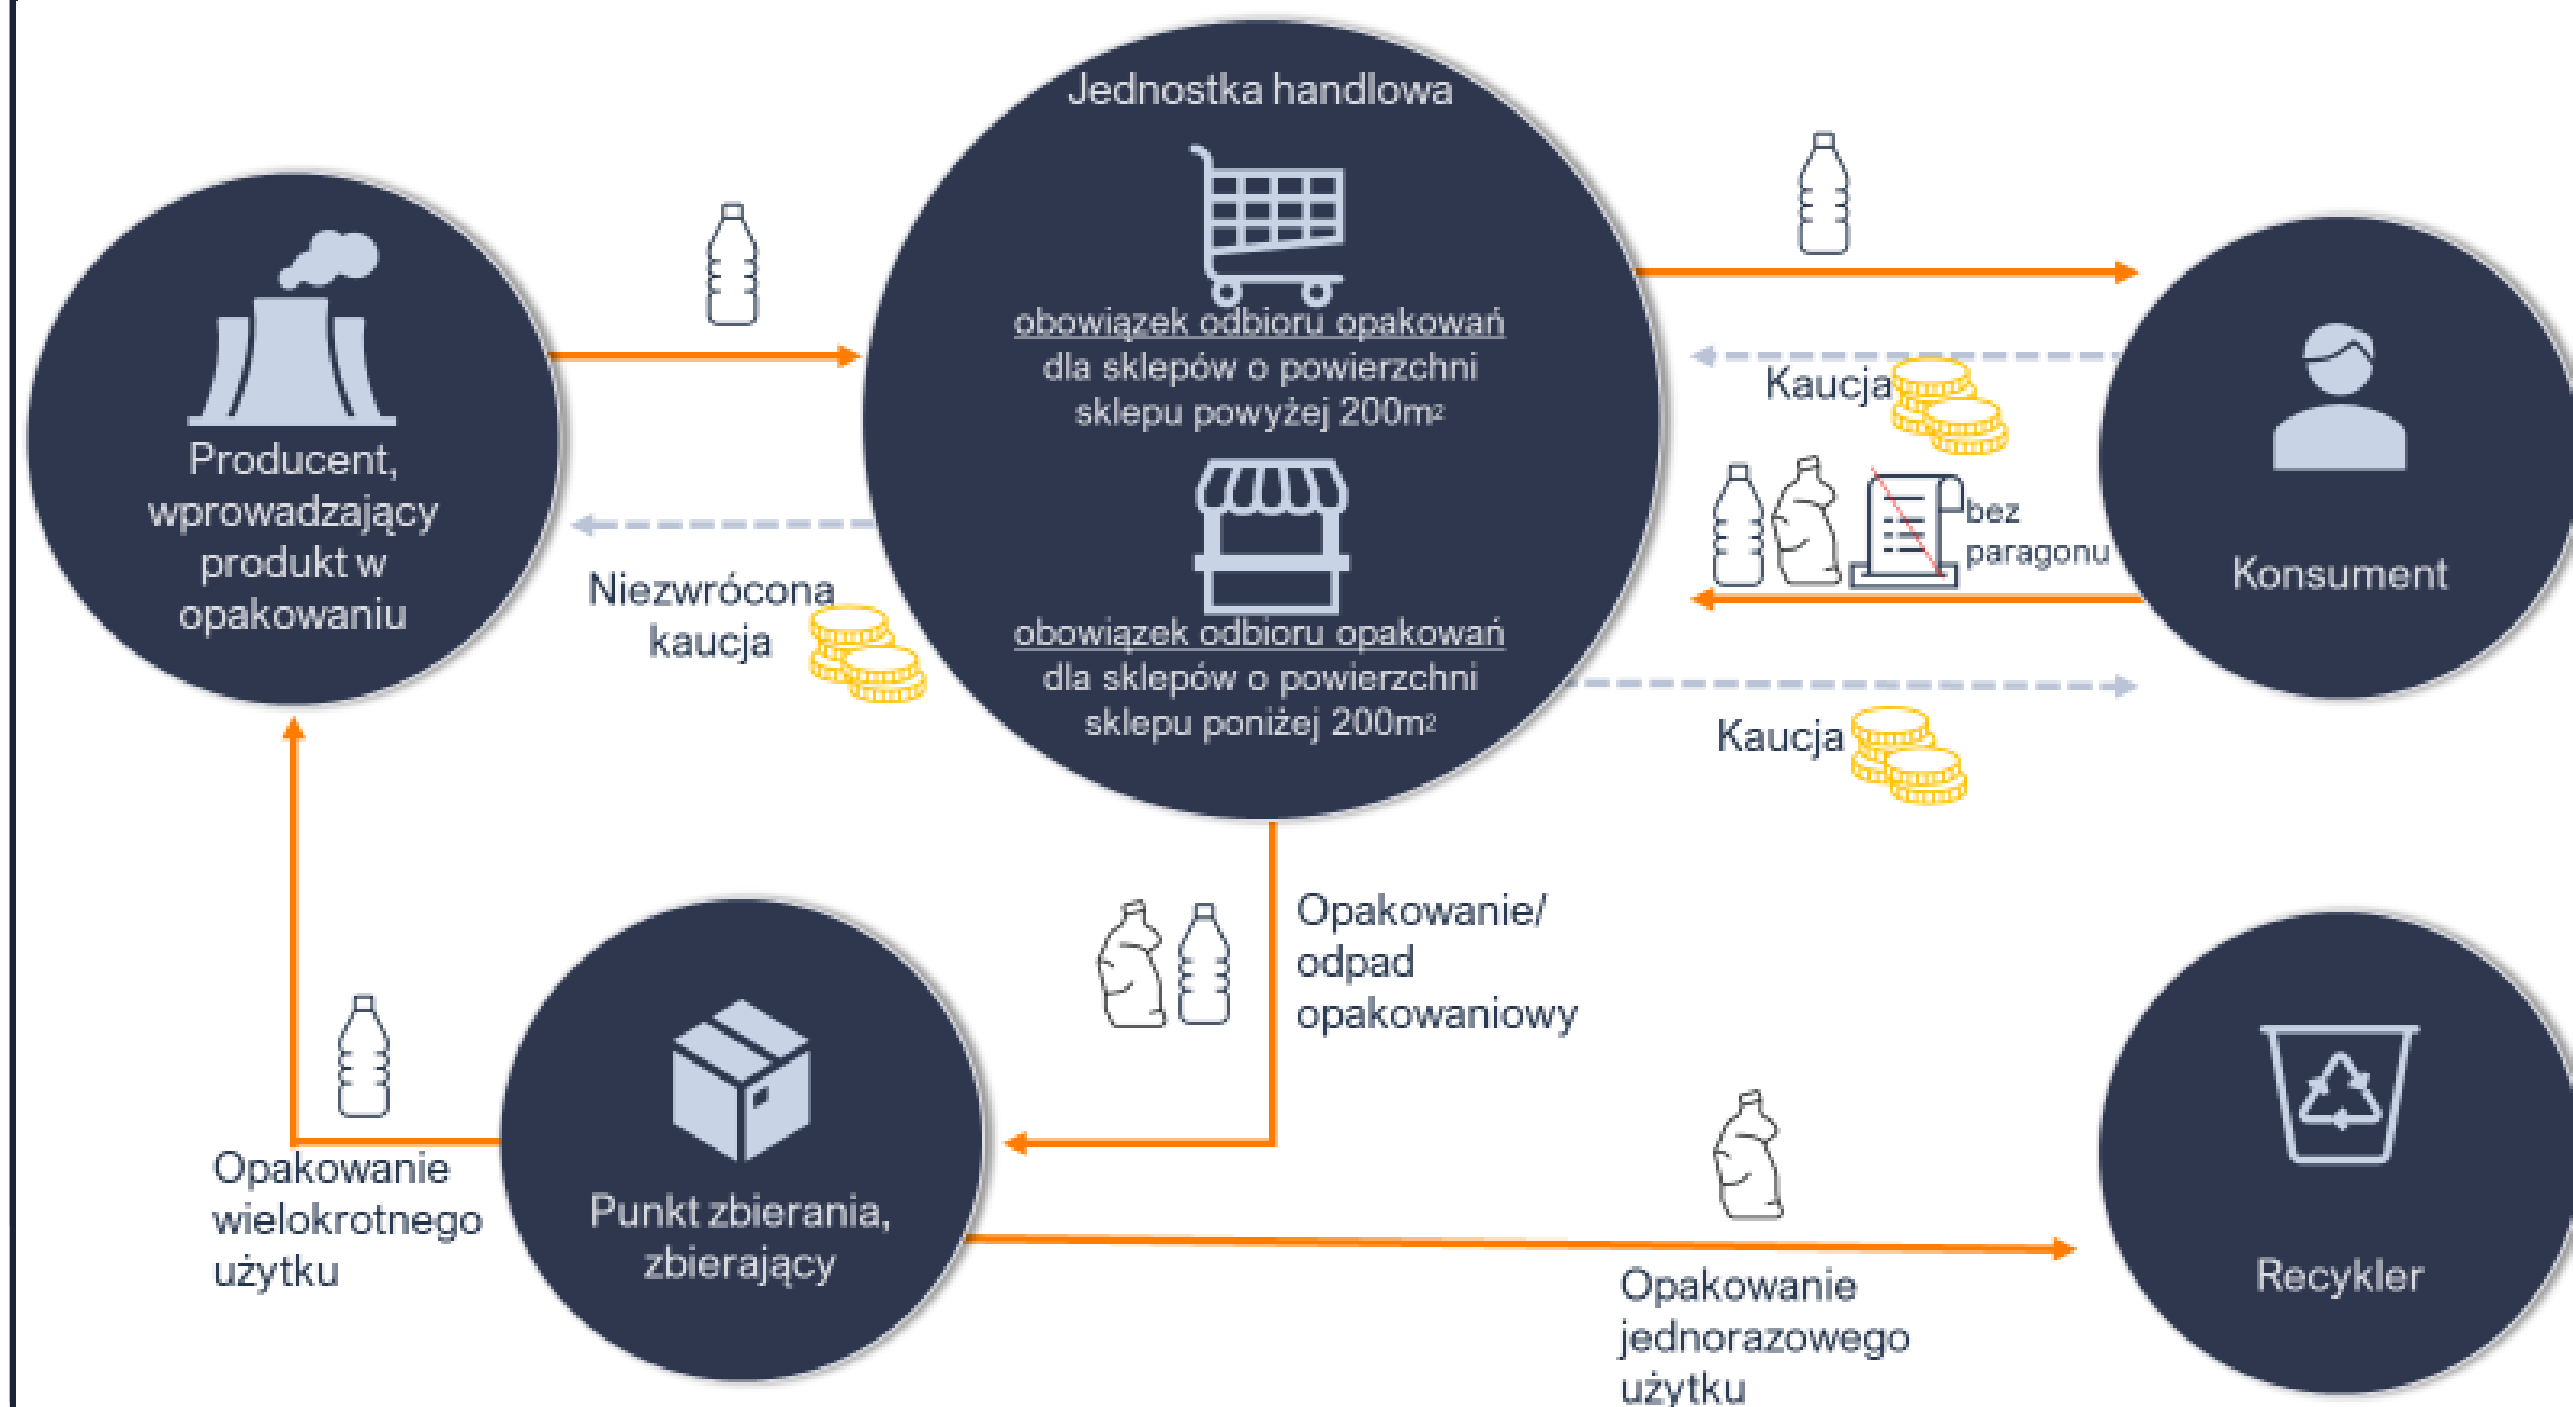 Jednostka handlowa
obowiązek odbioru opakowań
dla sklepów o powierzchni
sklepu powyżej 200m²
obowiązek odbioru opakowań
dla sklepów o powierzchni
sklepu poniżej 200m²
Producent,
wprowadzający
produkt w
opakowaniu
Niezwrócona
kaucja
Kaucja
bez
paragonu
Kaucja
Konsument
Opakowanie/
odpad
opakowaniowy
Opakowanie
wielokrotnego
użytku
Punkt zbierania,
zbierający
Opakowanie
jednorazowego
użytku
Recykler